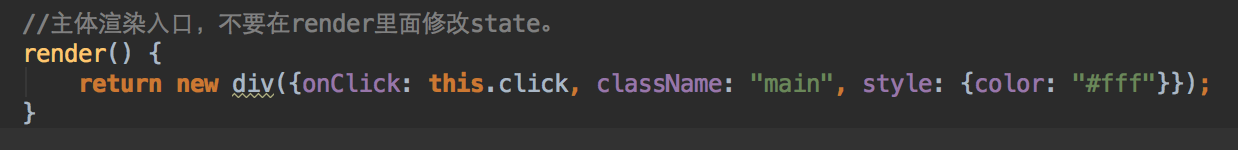 //主体渲染入口，不要在render里面修改state。
render() {
    return new div({onClick: this.click, className: "main", style: {color: "#fff"}});
}